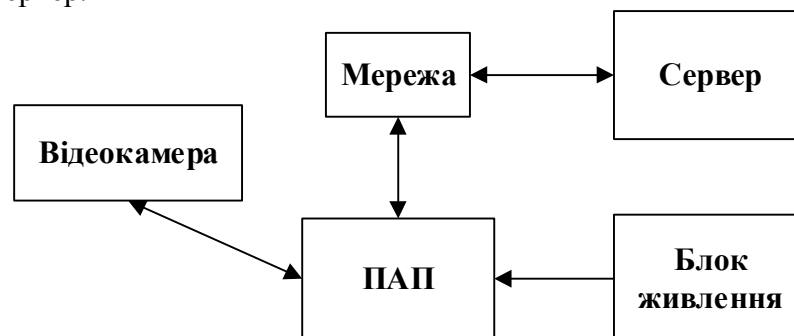 Мережа
Сервер
Відеокамера
ПАП
Блок
живлення